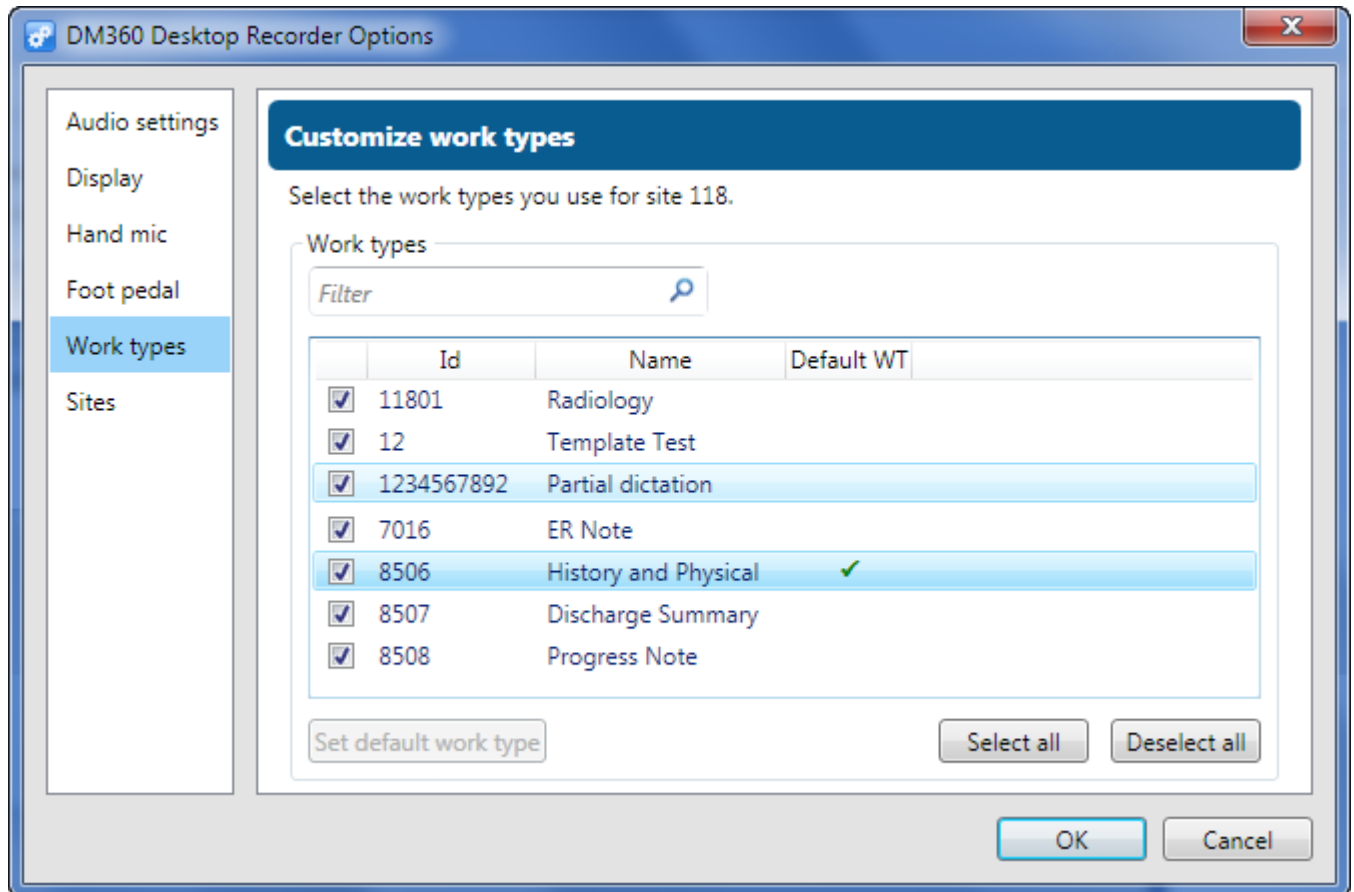 DM360 Desktop Recorder Options
x
Audio settings
Display
Hand mic
Foot pedal
Work types
Sites
Customize work types
Select the work types you use for site 118.
Work types
Filter
Id Name Default WT
11801 Radiology
12 Template Test
1234567892 Partial dictation
7016 ER Note
8506 History and Physical
8507 Discharge Summary
8508 Progress Note
Set default work type Select all Deselect all
OK Cancel